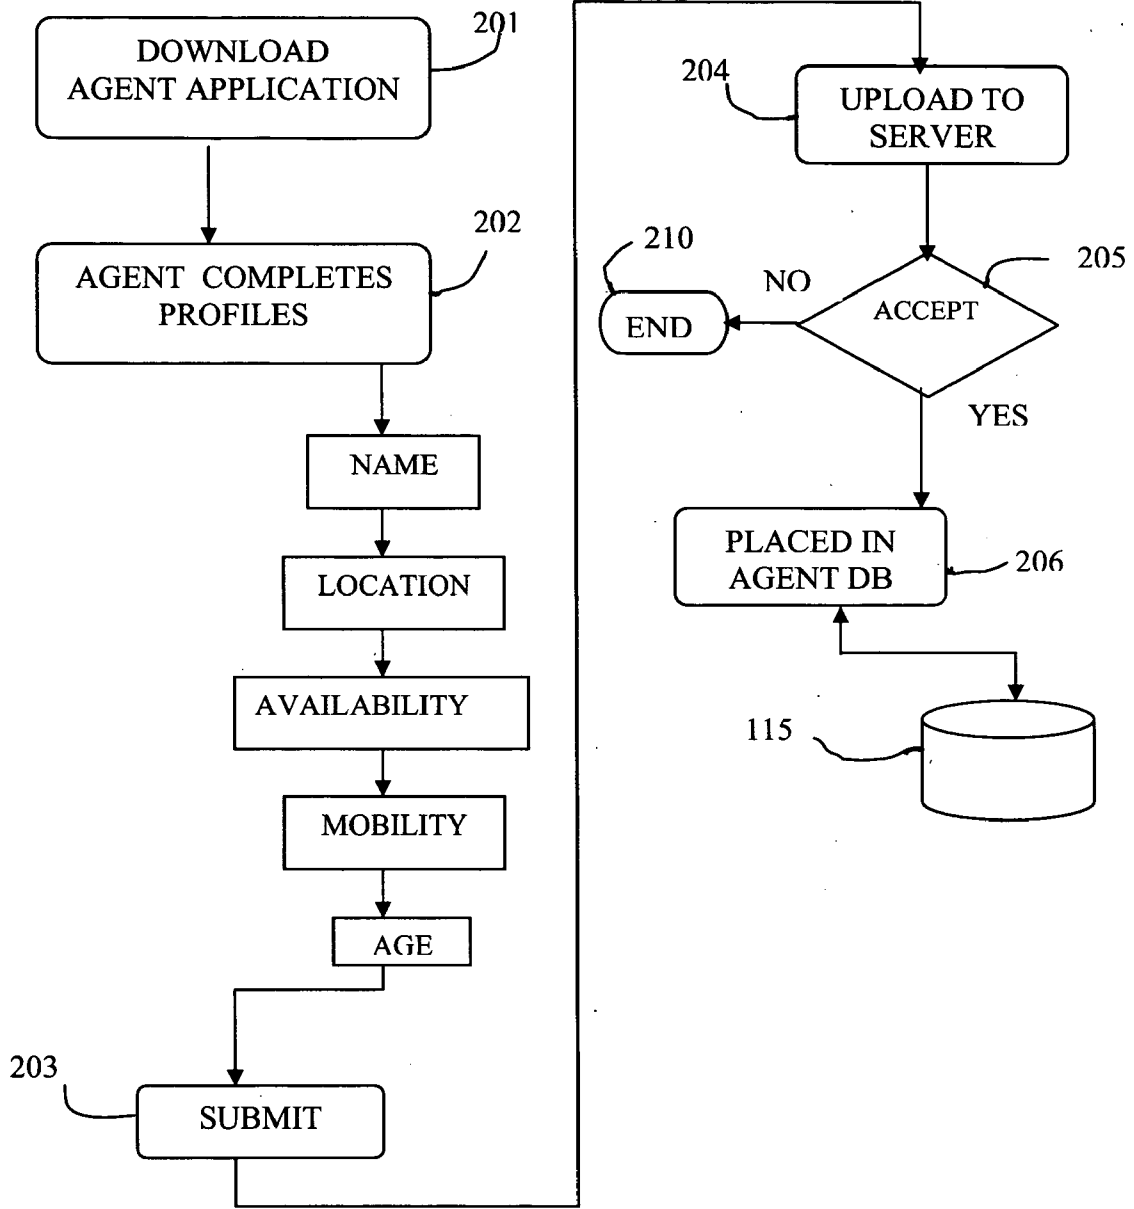 DOWNLOAD
AGENT APPLICATION
201
AGENT COMPLETES
PROFILES
202
NAME
LOCATION
AVAILABILITY
MOBILITY
AGE
203
SUBMIT
204
UPLOAD TO
SERVER
210
NO
END
ACCEPT
205
YES
PLACED IN
AGENT DB
206
115